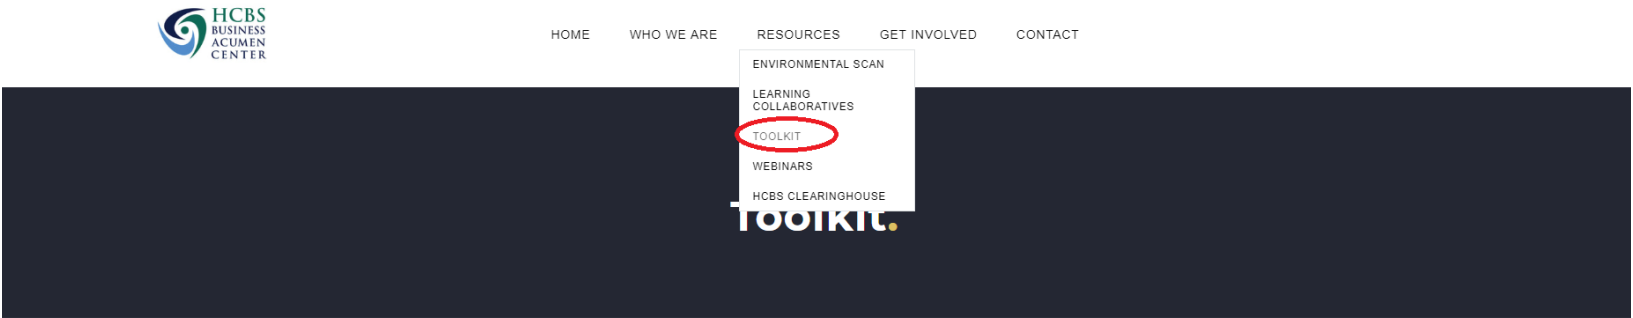 HCBS
BUSINESS
ACUMEN
CENTER
HOME WHO WE ARE RESOURCES GET INVOLVED CONTACT
ENVIRONMENTAL SCAN
LEARNING
COLLABORATIVES
TOOLKIT
WEBINARS
HCBS CLEARINGHOUSE
Toolkit.